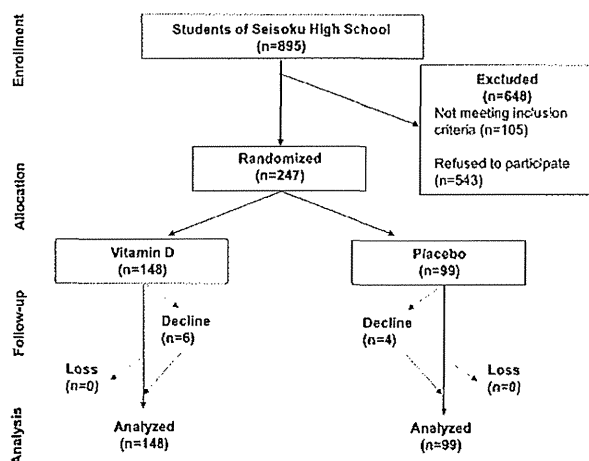 Enrollment
Students of Seisoku High School
(n=895)
Excluded
(n=648)
Not meeting inclusion
criteria (n=105)
Refused to participate
(n=543)
Allocation
Randomized
(n=247)
Vitamin D
(n=148)
Placebo
(n=99)
Follow-up
Decline
(n=6)
Decline
(n=4)
Loss
(n=0)
Loss
(n=0)
Analysis
Analyzed
(n=148)
Analyzed
(n=99)